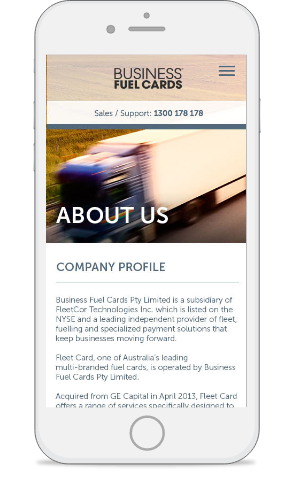 BUSINESS
FUEL CARDS
Sales / Support: 1300 178 178
ABOUT US
COMPANY PROFILE
Business Fuel Cards Pty Limited is a subsidiary of
FleetCor Technologies Inc. which is listed on the
NYSE and a leading independent provider of fleet,
fuelling and specialized payment solutions that
keep businesses moving forward.
Fleet Card, one of Australia's leading
multi-branded fuel cards, is operated by Business
Fuel Cards Pty Limited.
Acquired from GE Capital in April 2013, Fleet Card
offers a range of services specifically designed to